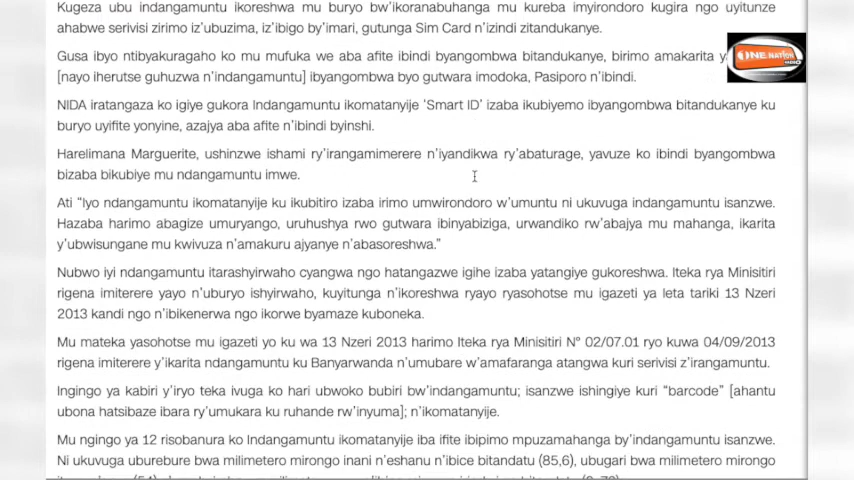 Kugeza ubu indangamuntu ikoreshwa mu buryo bw'ikoranabuhanga mu kureba imyirondoro kugira ngo uyitunze
ahabwe serivisi zirimo iz'ubuzima, iz'ibigo by'imari, gutunga Sim Card n'izindi zitandukanye.
Gusa ibyo ntibyakuragaho ko mu mufuka we aba afite ibindi byangombwa bitandukanye, birimo amakarita
[nayo iherutse guhuzwa n'indangamuntu] ibyangombwa byo gutwara imodoka, Pasiporo n'ibindi.
ONE NATION
RADIO
NIDA iratangaza ko igiye gukora Indangamuntu ikomatanyije 'Smart ID' izaba ikubiyemo ibyangombwa bitandukanye ku
buryo uyifite yonyine, azajya aba afite n'ibindi byinshi.
Harelimana Marguerite, ushinzwe ishami ry'irangamimerere n'iyandikwa ry'abaturage, yavuze ko ibindi byangombwa
bizaba bikubiye mu ndangamuntu imwe.
Ati "Iyo ndangamuntu ikomatanyije ku ikubitiro izaba irimo umwirondoro w'umuntu ni ukuvuga indangamuntu isanzwe.
Hazaba harimo abagize umuryango, uruhushya rwo gutwara ibinyabiziga, urwandiko rw'abajya mu mahanga, ikarita
y'ubwisungane mu kwivuza n'amakuru ajyanye n'abasoreshwa."
Nubwo iyi ndangamuntu itarashyirwaho cyangwa ngo hatangazwe igihe izaba yatangiye gukoreshwa. Iteka rya Minisitiri
rigena imiterere yayo n'uburyo ishyirwaho, kuyitunga n'ikoreshwa ryayo ryasohotse mu igazeti ya leta tariki 13 Nzeri
2013 kandi ngo n'ibikenerwa ngo ikorwe byamaze kuboneka.
Mu mateka yasohotse mu igazeti yo ku wa 13 Nzeri 2013 harimo Iteka rya Minisitiri N° 02/07.01 ryo kuwa 04/09/2013
rigena imiterere y'ikarita ndangamuntu ku Banyarwanda n'umubare w'amafaranga atangwa kuri serivisi z'irangamuntu.
Ingingo ya kabiri y'iryo teka ivuga ko hari ubwoko bubiri bw'indangamuntu; isanzwe ishingiye kuri "barcode" [ahantu
ubona hatsibaze ibara ry'umukara ku ruhande rw'inyuma]; n'ikomatanyije.
Mu ngingo ya 12 risobanura ko Indangamuntu ikomatanyije iba ifite ibipimo mpuzamahanga by'indangamuntu isanzwe.
Ni ukuvuga uburebure bwa milimetero mirongo inani n'eshanu n'ibice bitandatu (85,6), ubugari bwa milimetero mirongo